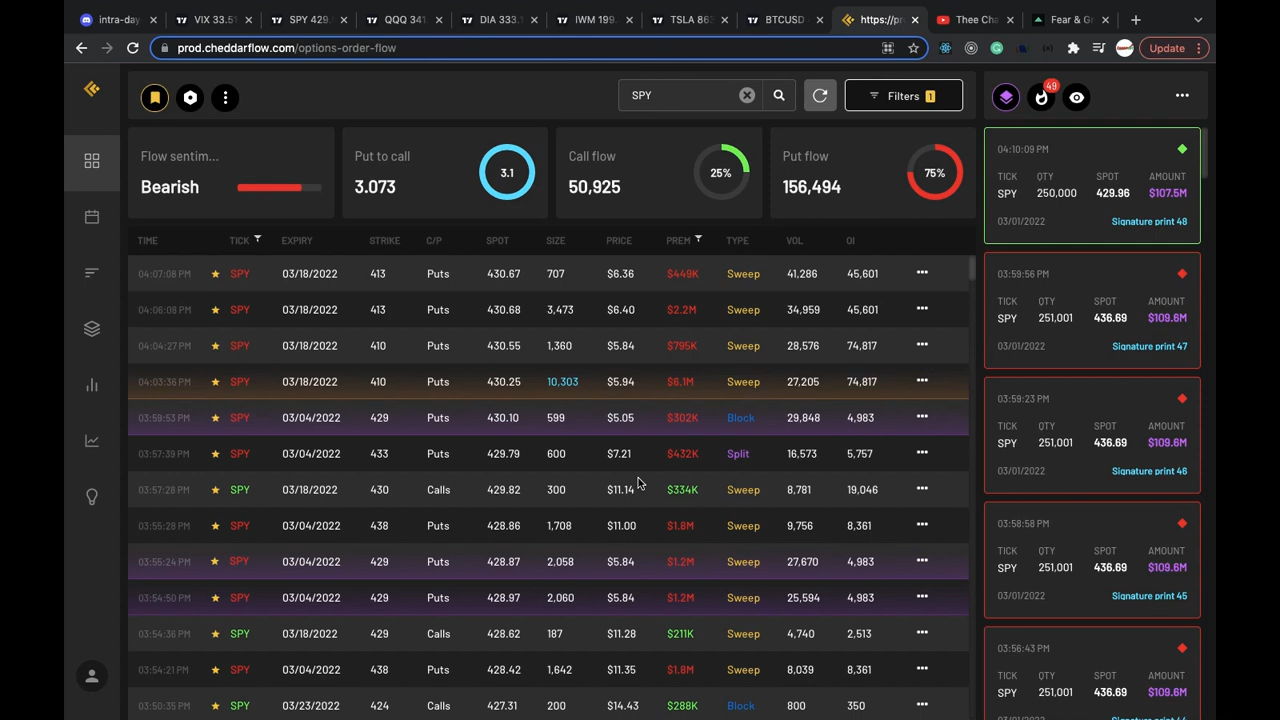 intra-day
VIX 33.51
SPY 429.
QQQ 341.
DIA 333.1
IWM 199.
TSLA 86
BTCUSD
https://pr
Thee Cha
Fear & Gr
prod.cheddarflow.com/options-order-flow
Update
SPY
Filters 1
49
Flow sentim...
Bearish
Put to call
3.073
3.1
Call flow
50,925
25%
Put flow
156,494
75%
TIME TICK EXPIRY STRIKE C/P SPOT SIZE PRICE PREM TYPE VOL OI
04:07:08 PM SPY 03/18/2022 413 Puts 430.67 707 $6.36 $449K Sweep 41,286 45,601
04:06:08 PM SPY 03/18/2022 413 Puts 430.68 3,473 $6.40 $2.2M Sweep 34,959 45,601
04:04:27 PM SPY 03/18/2022 410 Puts 430.55 1,360 $5.84 $795K Sweep 28,576 74,817
04:03:36 PM SPY 03/18/2022 410 Puts 430.25 10,303 $5.94 $6.1M Sweep 27,205 74,817
03:59:53 PM SPY 03/04/2022 429 Puts 430.10 599 $5.05 $302K Block 29,848 4,983
03:57:39 PM SPY 03/04/2022 433 Puts 429.79 600 $7.21 $432K Split 16,573 5,757
03:57:28 PM SPY 03/18/2022 430 Calls 429.82 300 $11.14 $334K Sweep 8,781 19,046
03:55:28 PM SPY 03/04/2022 438 Puts 428.86 1,708 $11.00 $1.8M Sweep 9,756 8,361
03:55:24 PM SPY 03/04/2022 429 Puts 428.87 2,058 $5.84 $1.2M Sweep 27,670 4,983
03:54:50 PM SPY 03/04/2022 429 Puts 428.97 2,060 $5.84 $1.2M Sweep 25,594 4,983
03:54:36 PM SPY 03/18/2022 429 Calls 428.62 187 $11.28 $211K Sweep 4,740 2,513
03:54:21 PM SPY 03/04/2022 438 Puts 428.42 1,642 $11.35 $1.8M Sweep 8,039 8,361
03:50:35 PM SPY 03/23/2022 424 Calls 427.31 200 $14.43 $288K Block 800 350
04:10:09 PM
TICK QTY SPOT AMOUNT
SPY 250,000 429.96 $107.5M
03/01/2022 Signature print 48
03:59:56 PM
TICK QTY SPOT AMOUNT
SPY 251,001 436.69 $109.6M
03/01/2022 Signature print 47
03:59:23 PM
TICK QTY SPOT AMOUNT
SPY 251,001 436.69 $109.6M
03/01/2022 Signature print 46
03:58:58 PM
TICK QTY SPOT AMOUNT
SPY 251,001 436.69 $109.6M
03/01/2022 Signature print 45
03:56:43 PM
TICK QTY SPOT AMOUNT
SPY 251,001 436.69 $109.6M